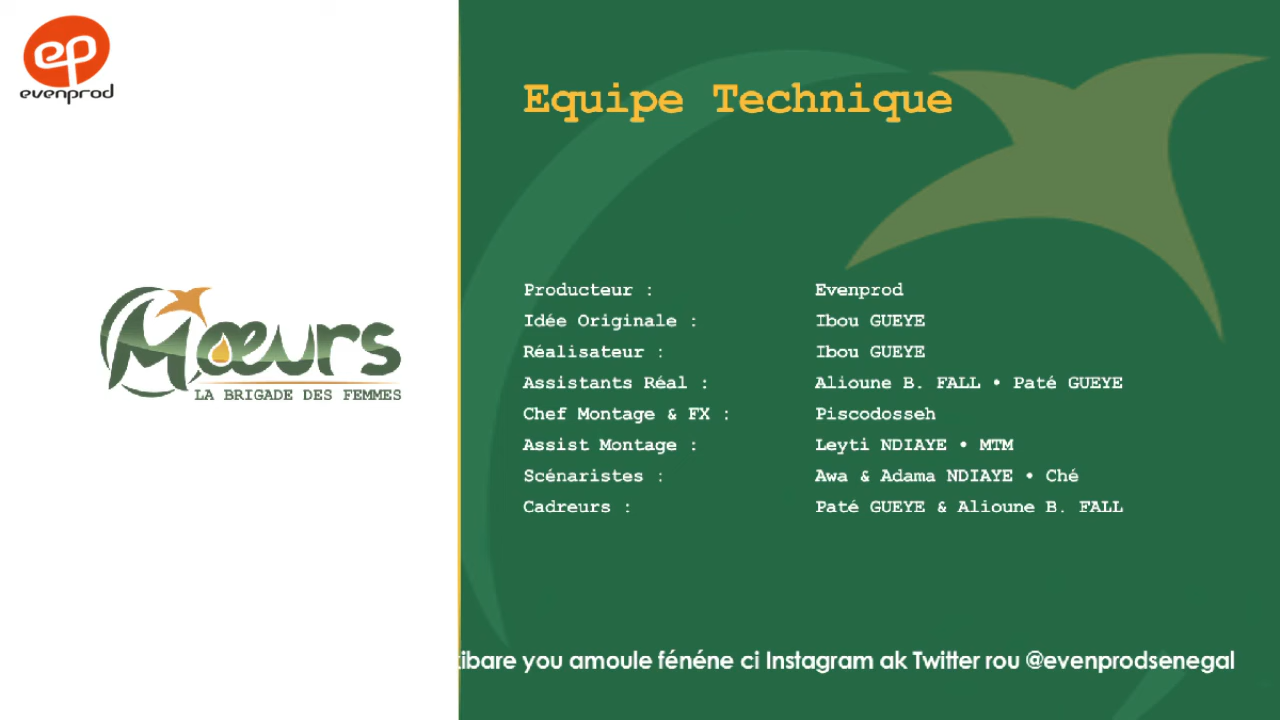 ep
evenprod
Equipe Technique
Producteur : Evenprod
Idée Originale : Ibou GUEYE
Réalisateur : Ibou GUEYE
Assistants Réal : Alioune B. FALL • Paté GUEYE
Chef Montage & FX : Piscodosseh
Assist Montage : Leyti NDIAYE • MTM
Scénaristes : Awa & Adama NDIAYE • Ché
Cadreurs : Paté GUEYE & Alioune B. FALL
Mœurs
LA BRIGADE DES FEMMES
you amoule fénéne ci Instagram ak Twitter rou @evenprodsenegal